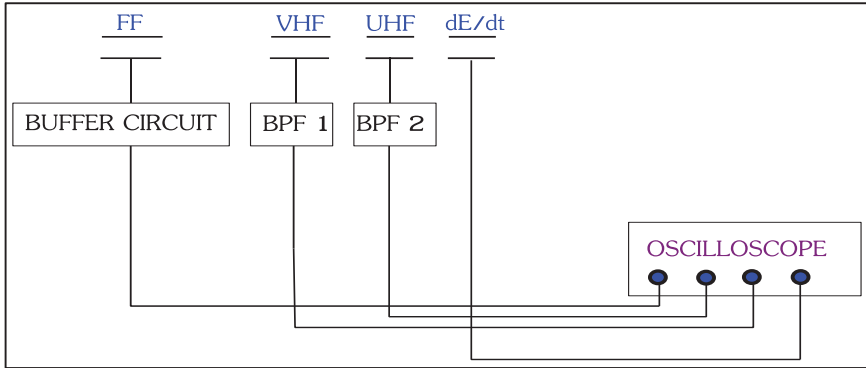 FF VHF UHF dE/dt
BUFFER CIRCUIT BPF 1 BPF 2
OSCILLOSCOPE